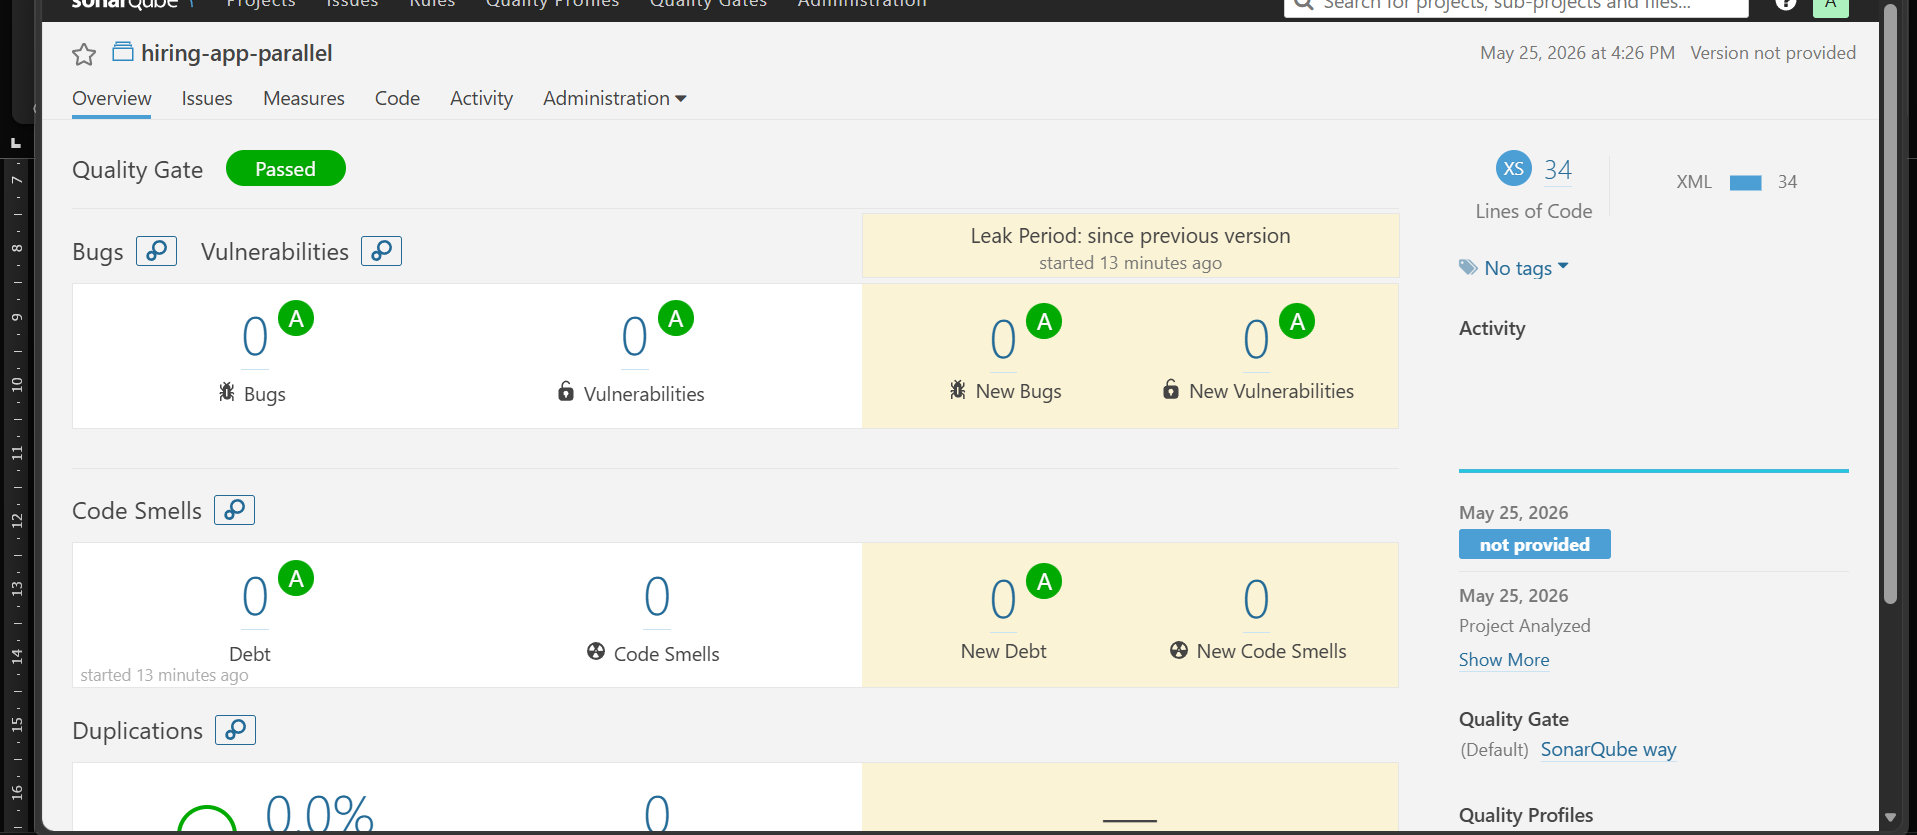 sonarQube Projects Issues Rules Quality Profiles Quality Gates Administration Search for projects, sub-projects and files... ? A
hiring-app-parallel May 25, 2026 at 4:26 PM Version not provided
Overview Issues Measures Code Activity Administration
Quality Gate Passed
XS 34
Lines of Code
XML 34
Bugs Vulnerabilities
Leak Period: since previous version
started 13 minutes ago
No tags
0 A 0 A 0 A 0 A
Bugs Vulnerabilities New Bugs New Vulnerabilities
Activity
Code Smells
0 A 0 0 A 0
Debt Code Smells New Debt New Code Smells
started 13 minutes ago
May 25, 2026
not provided
May 25, 2026
Project Analyzed
Show More
Duplications
0.0% 0
Quality Gate
(Default) SonarQube way
Quality Profiles
7
8
9
10
11
12
13
14
15
16